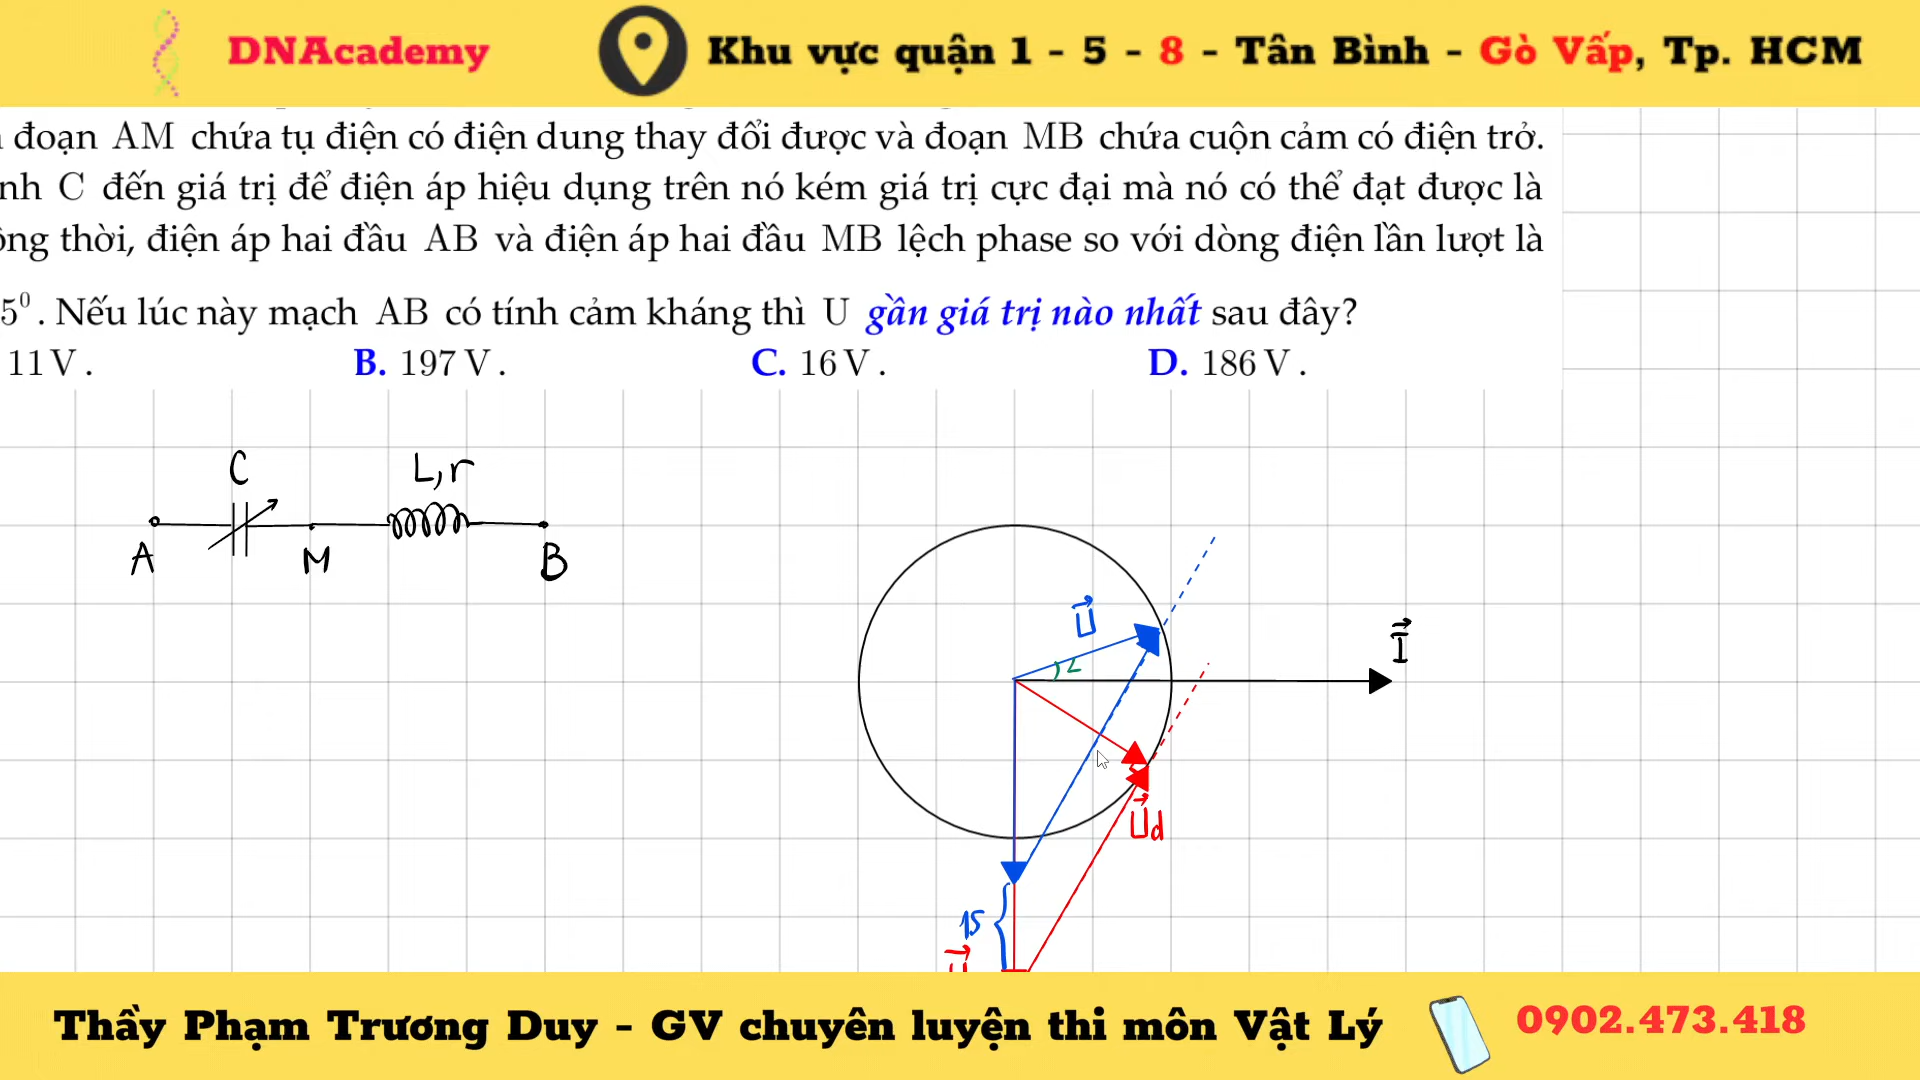 DNAcademy
Khu vực quận 1 - 5 - 8 - Tân Bình - Gò Vấp, Tp. HCM
đoạn AM chứa tụ điện có điện dung thay đổi được và đoạn MB chứa cuộn cảm có điện trở.
nh C đến giá trị để điện áp hiệu dụng trên nó kém giá trị cực đại mà nó có thể đạt được là
ồng thời, điện áp hai đầu AB và điện áp hai đầu MB lệch phase so với dòng điện lần lượt là
5⁰. Nếu lúc này mạch AB có tính cảm kháng thì U gần giá trị nào nhất sau đây?
11 V. B. 197 V. C. 16 V. D. 186 V.
C L,r
A M B
U⃗
I⃗
U⃗d
15
Thầy Phạm Trương Duy - GV chuyên luyện thi môn Vật Lý
0902.473.418